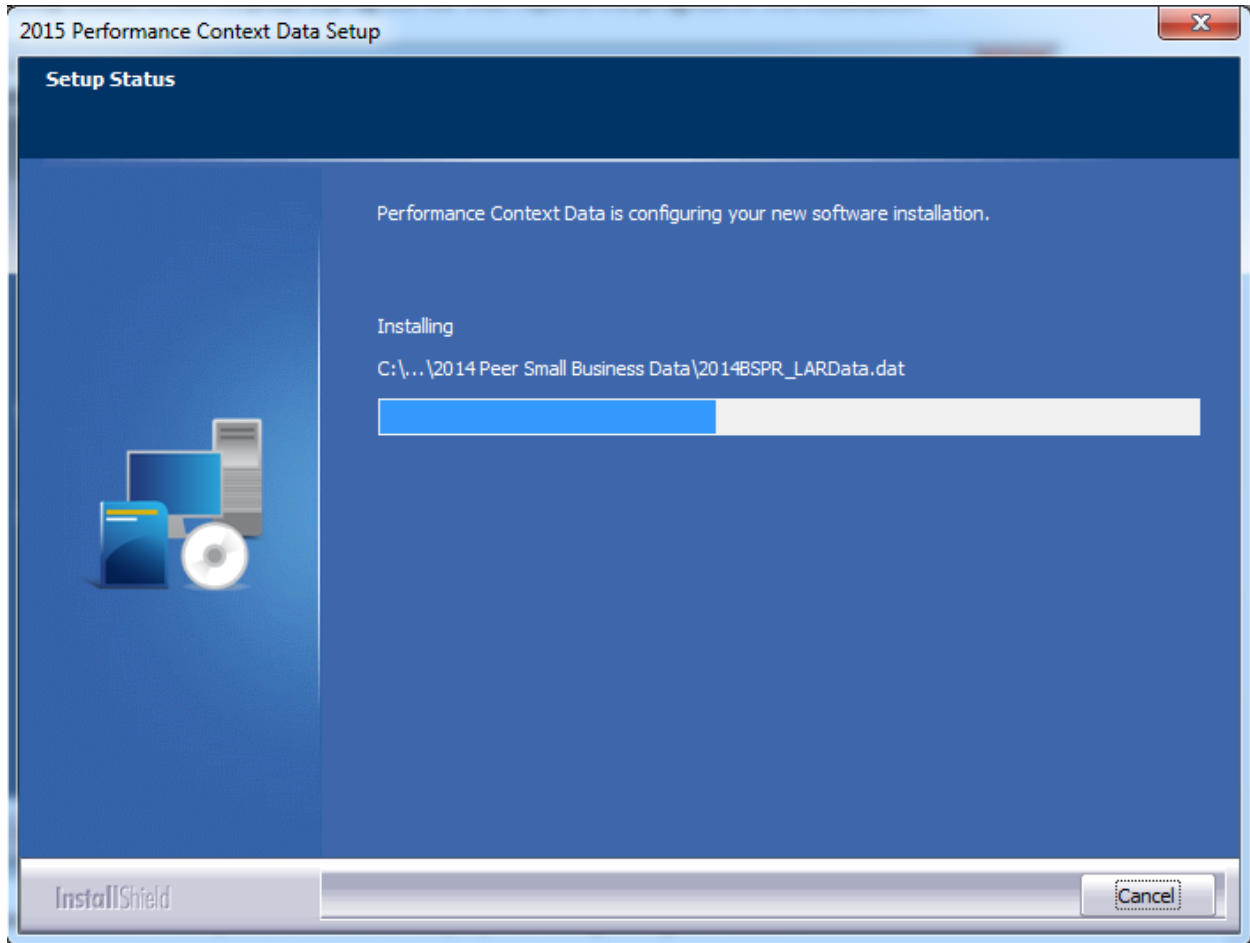 2015 Performance Context Data Setup
Setup Status
Performance Context Data is configuring your new software installation.
Installing
C:\...\2014 Peer Small Business Data\2014BSPR_LARData.dat
InstallShield
Cancel